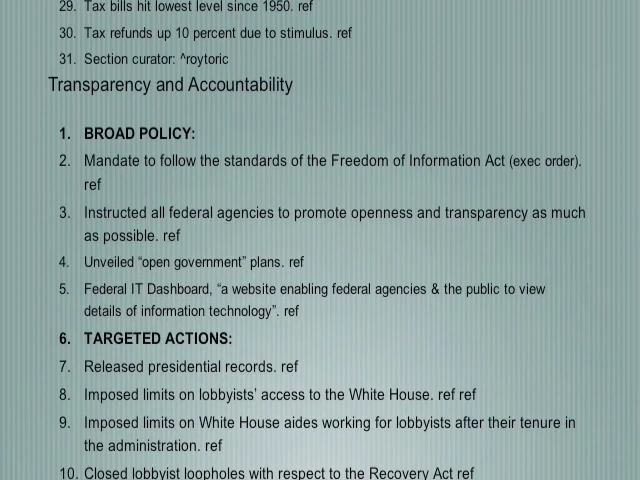 29. Tax bills hit lowest level since 1950. ref
30. Tax refunds up 10 percent due to stimulus. ref
31. Section curator: ^roytoric
Transparency and Accountability
1. BROAD POLICY:
2. Mandate to follow the standards of the Freedom of Information Act (exec order).
ref
3. Instructed all federal agencies to promote openness and transparency as much
as possible. ref
4. Unveiled “open government” plans. ref
5. Federal IT Dashboard, “a website enabling federal agencies & the public to view
details of information technology”. ref
6. TARGETED ACTIONS:
7. Released presidential records. ref
8. Imposed limits on lobbyists’ access to the White House. ref ref
9. Imposed limits on White House aides working for lobbyists after their tenure in
the administration. ref
10. Closed lobbyist loopholes with respect to the Recovery Act ref